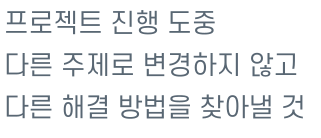 프로젝트 진행 도중
다른 주제로 변경하지 않고
다른 해결 방법을 찾아낼 것